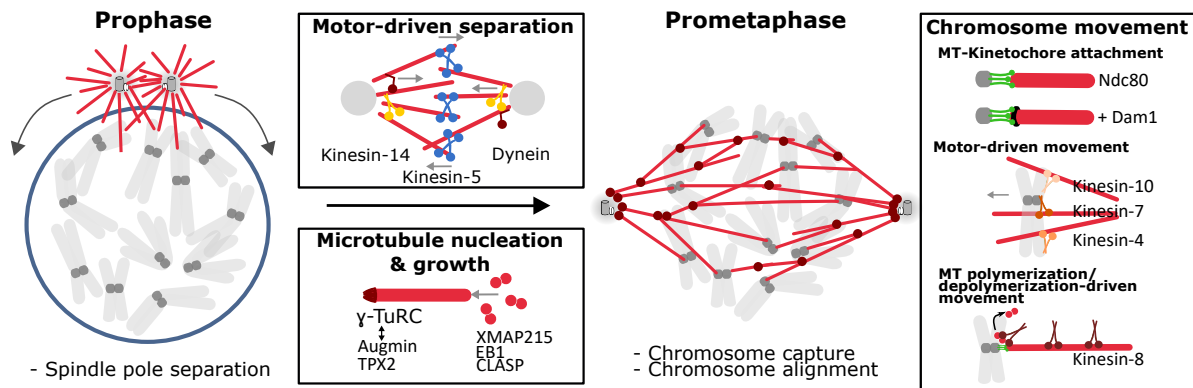 Prophase
- Spindle pole separation
Motor-driven separation
Kinesin-14
Dynein
Kinesin-5
Microtubule nucleation
& growth
γ-TuRC
Augmin
TPX2
XMAP215
EB1
CLASP
Prometaphase
- Chromosome capture
- Chromosome alignment
Chromosome movement
MT-Kinetochore attachment
Ndc80
+ Dam1
Motor-driven movement
Kinesin-10
Kinesin-7
Kinesin-4
MT polymerization/
depolymerization-driven
movement
Kinesin-8